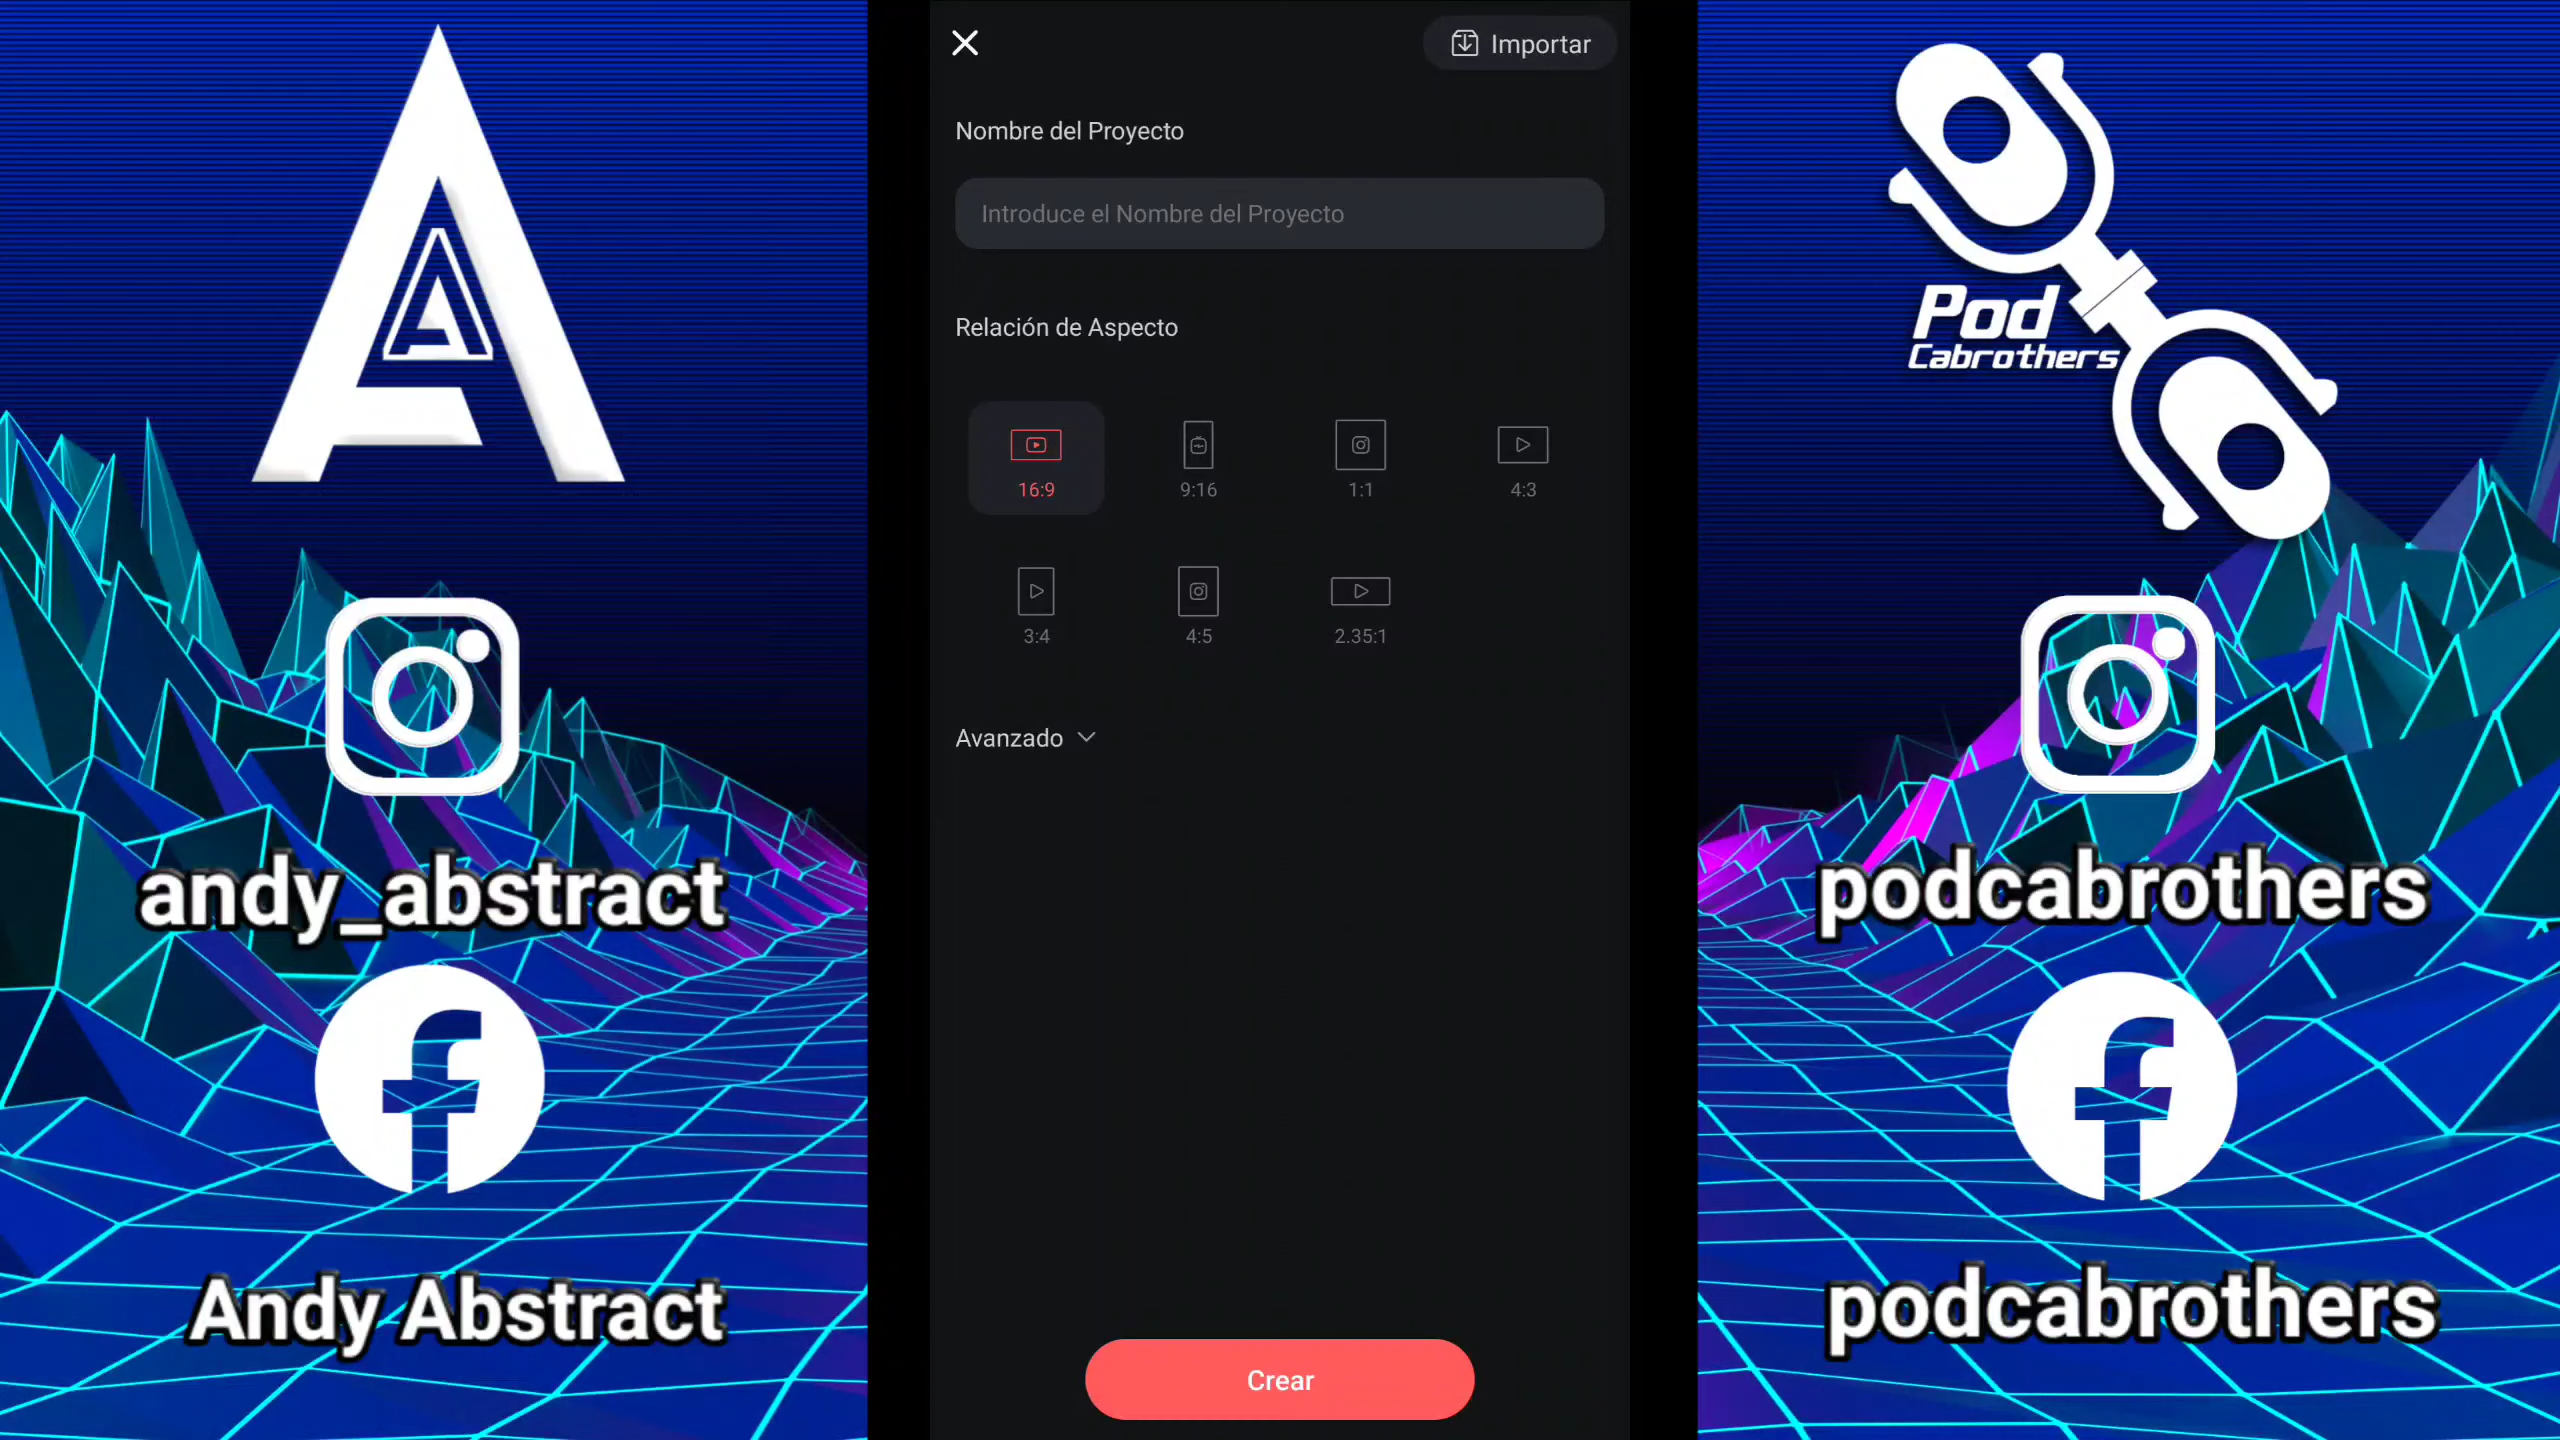 Importar
Nombre del Proyecto
Introduce el Nombre del Proyecto
Relación de Aspecto
16:9
9:16
1:1
4:3
3:4
4:5
2.35:1
Avanzado
Crear
andy_abstract
Andy Abstract
Pod
Cabrothers
podcabrothers
podcabrothers